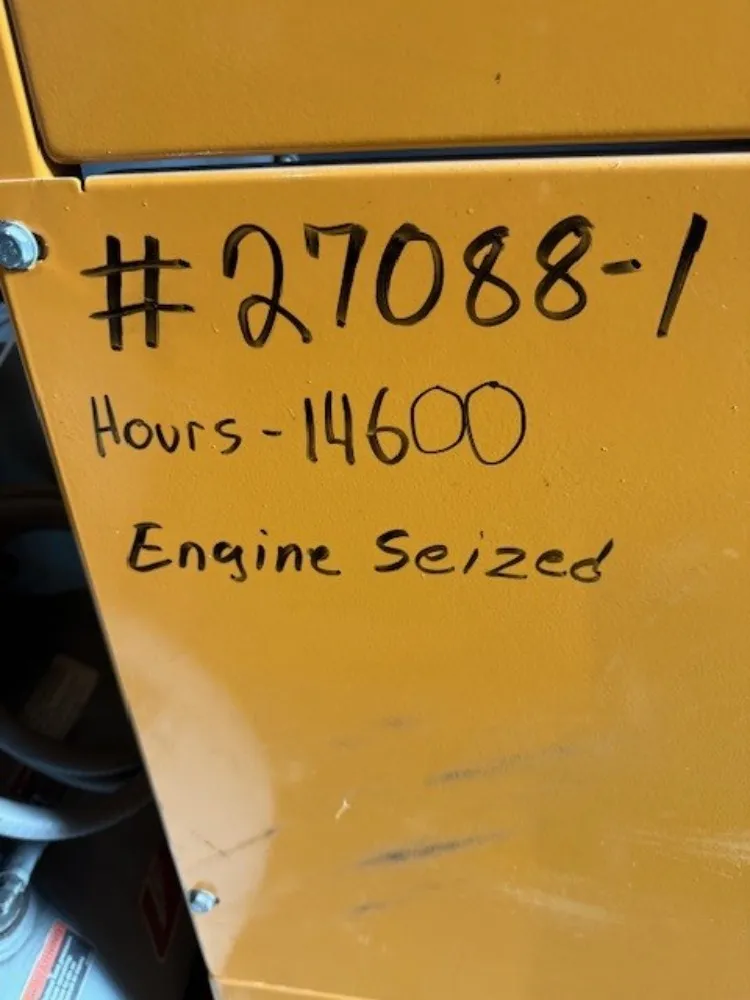 #27088-1
Hours - 14600
Engine Seized